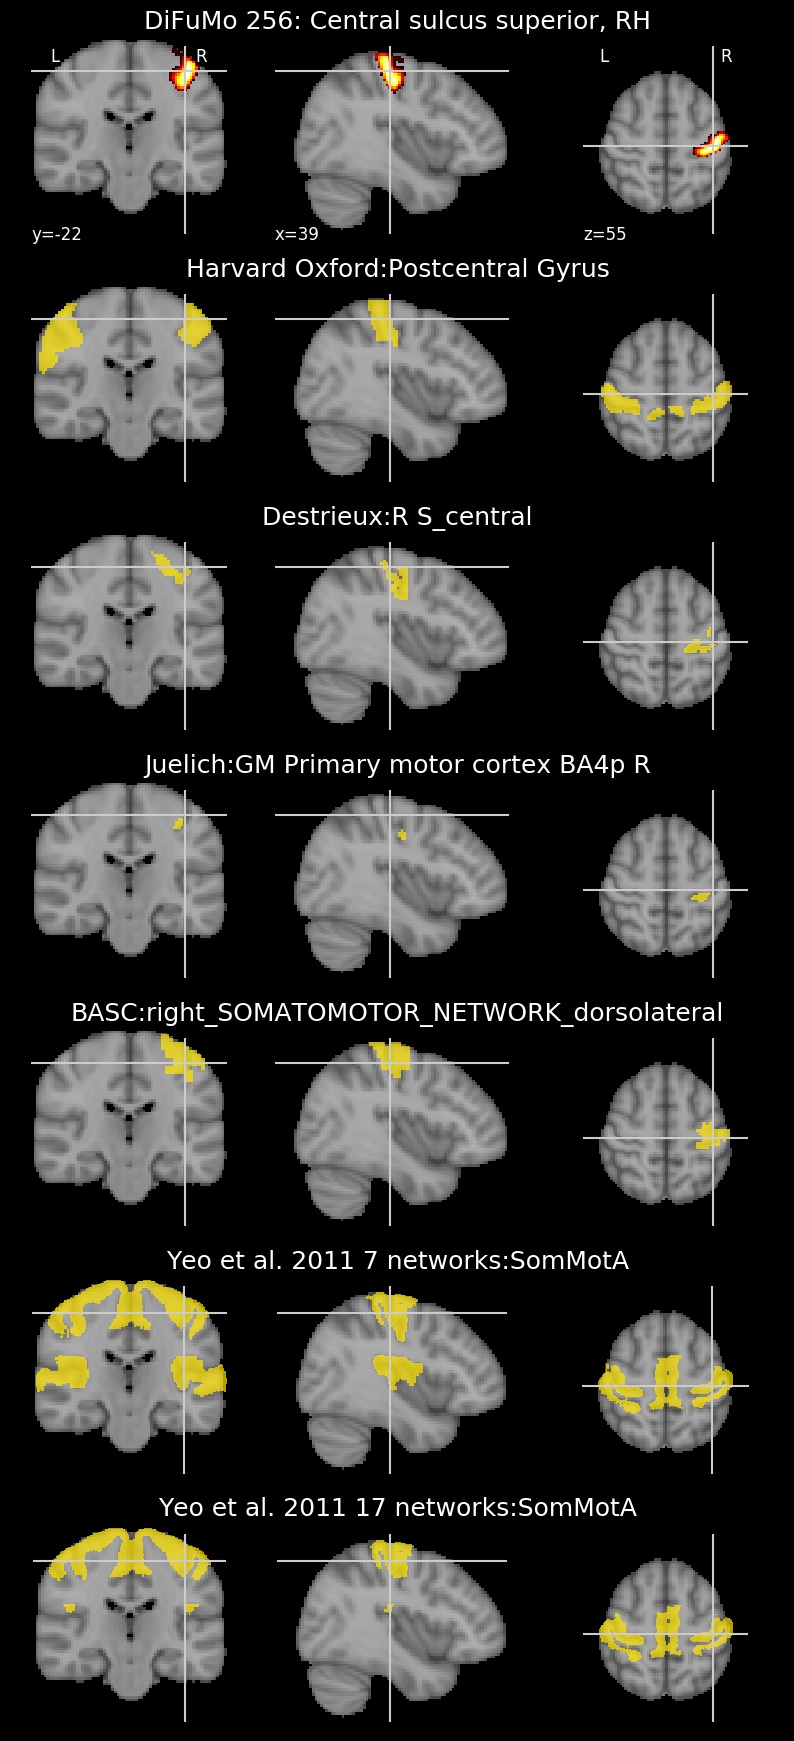 DiFuMo 256: Central sulcus superior, RH
L R L R
y=-22 x=39 z=55
Harvard Oxford:Postcentral Gyrus
Destrieux:R S_central
Juelich:GM Primary motor cortex BA4p R
BASC:right_SOMATOMOTOR_NETWORK_dorsolateral
Yeo et al. 2011 7 networks:SomMotA
Yeo et al. 2011 17 networks:SomMotA